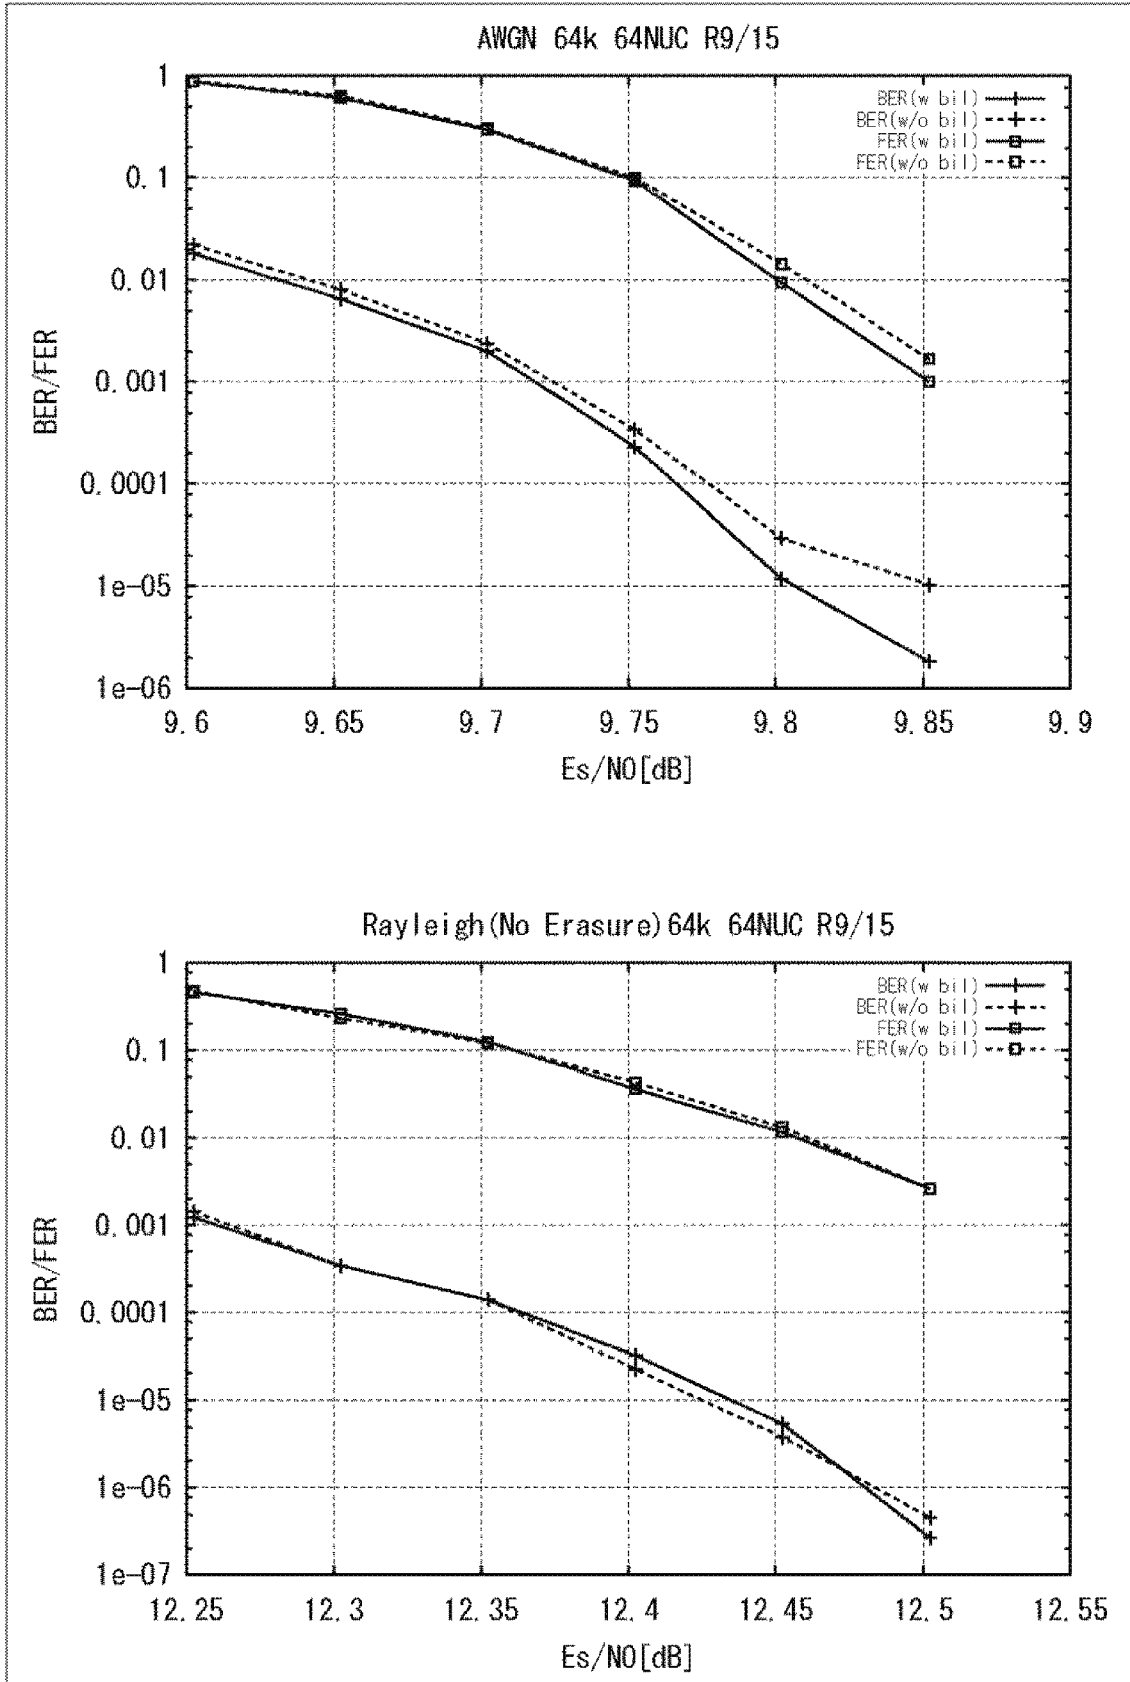 AWGN 64k 64NUC R9/15
BER(w bil)
BER(w/o bil)
FER(w bil)
FER(w/o bil)
1
0.1
0.01
0.001
0.0001
1e-05
1e-06
BER/FER
9.6 9.65 9.7 9.75 9.8 9.85 9.9
Es/N0[dB]
Rayleigh(No Erasure)64k 64NUC R9/15
BER(w bil)
BER(w/o bil)
FER(w bil)
FER(w/o bil)
1
0.1
0.01
0.001
0.0001
1e-05
1e-06
1e-07
BER/FER
12.25 12.3 12.35 12.4 12.45 12.5 12.55
Es/N0[dB]